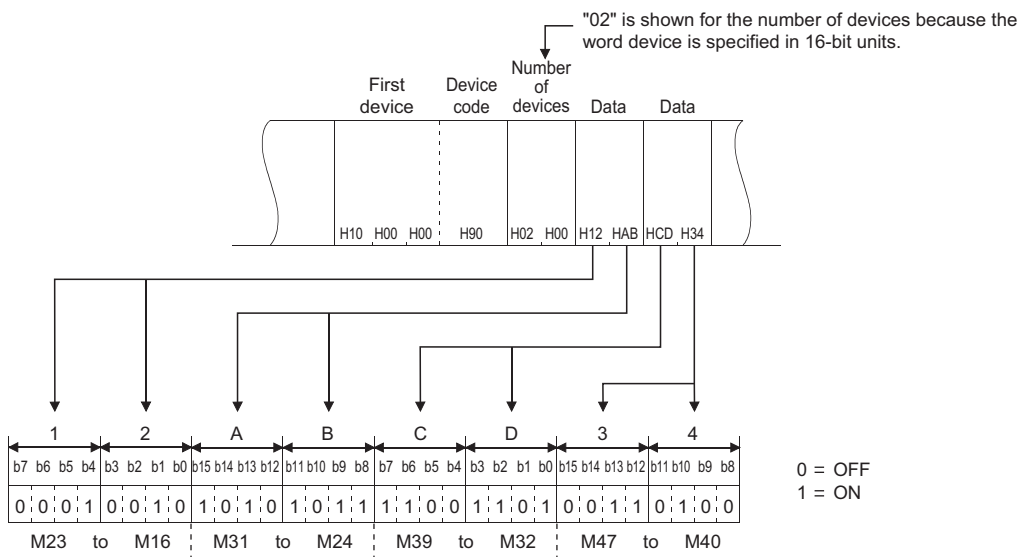 "02" is shown for the number of devices because the
word device is specified in 16-bit units.
First device
Device code
Number of devices
Data
Data
H10 H00 H00 H90 H02 H00 H12 HAB HCD H34
1 2 A B C D 3 4
b7 b6 b5 b4 b3 b2 b1 b0 b15 b14 b13 b12 b11 b10 b9 b8 b7 b6 b5 b4 b3 b2 b1 b0 b15 b14 b13 b12 b11 b10 b9 b8
0 0 0 1 0 0 1 0 1 0 1 0 1 0 1 1 1 1 0 0 1 1 0 1 0 0 1 1 0 1 0 0
M23 to M16 M31 to M24 M39 to M32 M47 to M40
0 = OFF
1 = ON